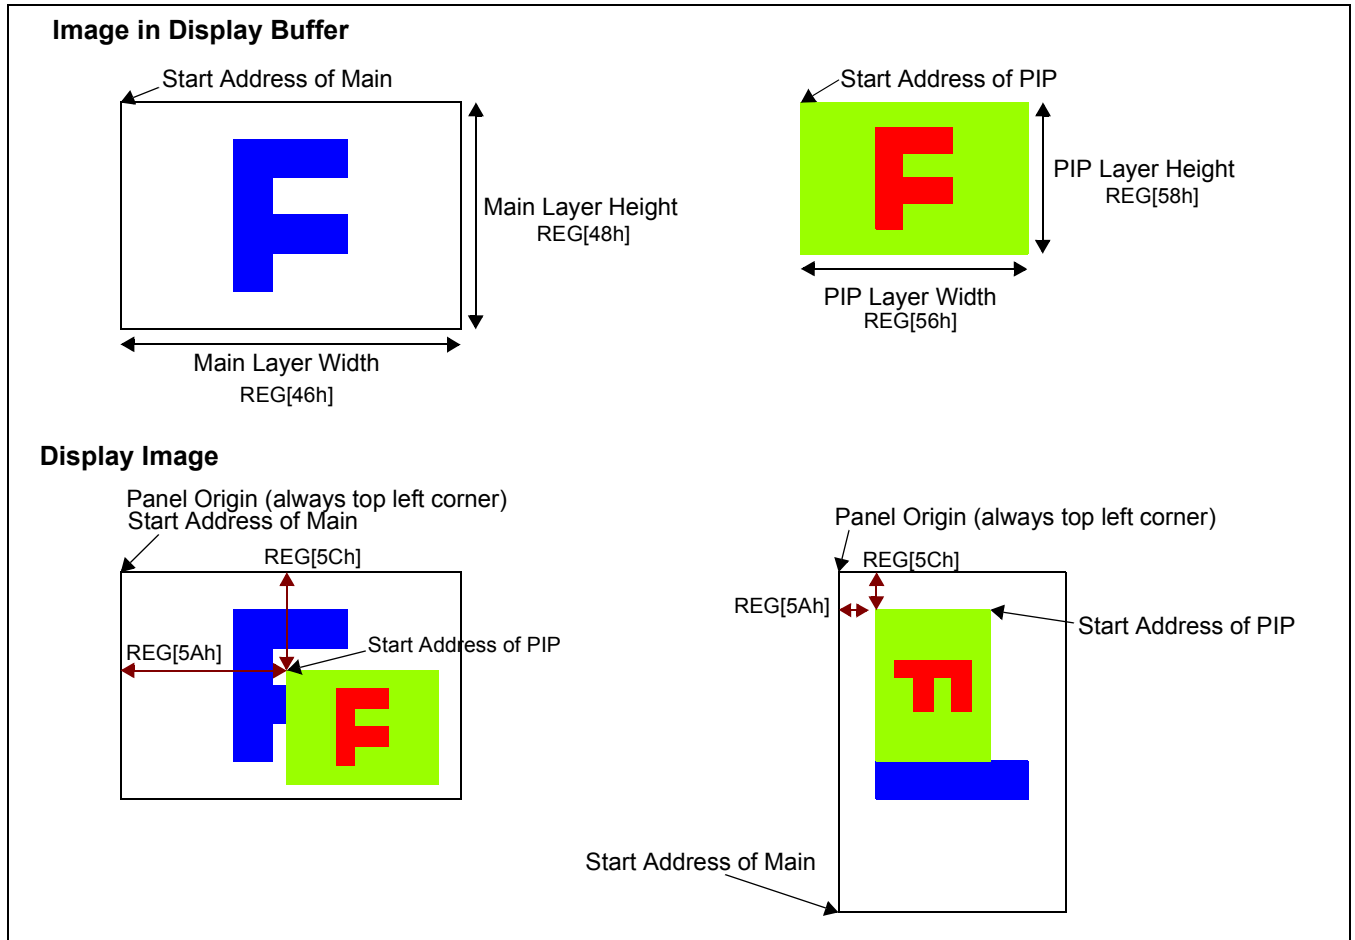 Image in Display Buffer
Start Address of Main
Main Layer Height
REG[48h]
Main Layer Width
REG[46h]
Start Address of PIP
PIP Layer Height
REG[58h]
PIP Layer Width
REG[56h]
Display Image
Panel Origin (always top left corner)
Start Address of Main
REG[5Ch]
REG[5Ah]
Start Address of PIP
F
F
F
F
Panel Origin (always top left corner)
REG[5Ch]
REG[5Ah]
Start Address of PIP
F
Start Address of Main